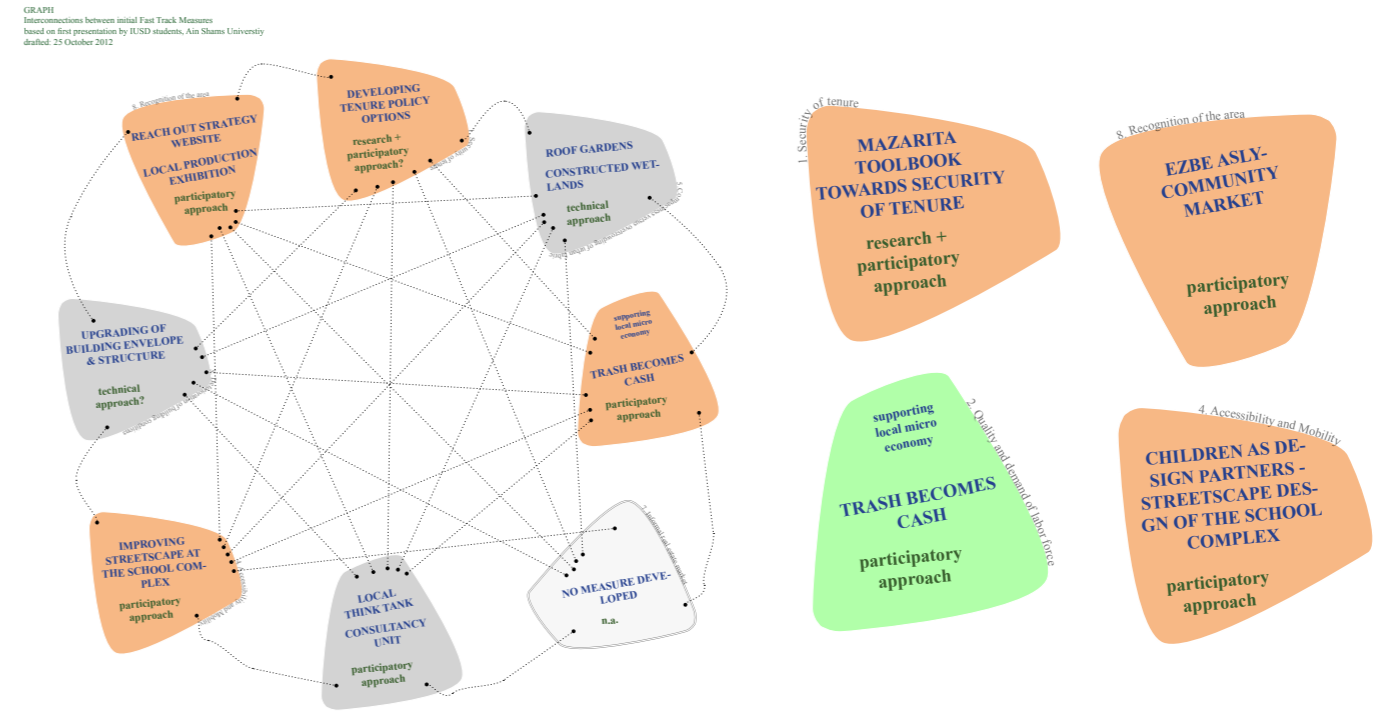 GRAPH
Interconnections between initial Fast Track Measures
based on first presentation by IUSD students, Ain Shams Universtiy
drafted: 25 October 2012
8. Recognition of the area
REACH OUT STRATEGY
WEBSITE
LOCAL PRODUCTION
EXHIBITION
participatory
approach
DEVELOPING
TENURE POLICY
OPTIONS
research +
participatory
approach?
ROOF GARDENS
CONSTRUCTED WET-
LANDS
technical
approach
supporting
local micro
economy
TRASH BECOMES
CASH
participatory
approach
UPGRADING OF
BUILDING ENVELOPE
& STRUCTURE
technical
approach?
IMPROVING
STREETSCAPE AT
THE SCHOOL COM-
PLEX
participatory
approach
LOCAL
THINK TANK
CONSULTANCY
UNIT
participatory
approach
NO MEASURE DEVE-
LOPED
n.a.
1. Security of tenure
MAZARITA
TOOLBOOK
TOWARDS SECURITY
OF TENURE
research +
participatory
approach
8. Recognition of the area
EZBE ASLY-
COMMUNITY
MARKET
participatory
approach
2. Quality and demand of labor force
supporting
local micro
economy
TRASH BECOMES
CASH
participatory
approach
4. Accessibility and Mobility
CHILDREN AS DE-
SIGN PARTNERS -
STREETSCAPE DES-
GN OF THE SCHOOL
COMPLEX
participatory
approach